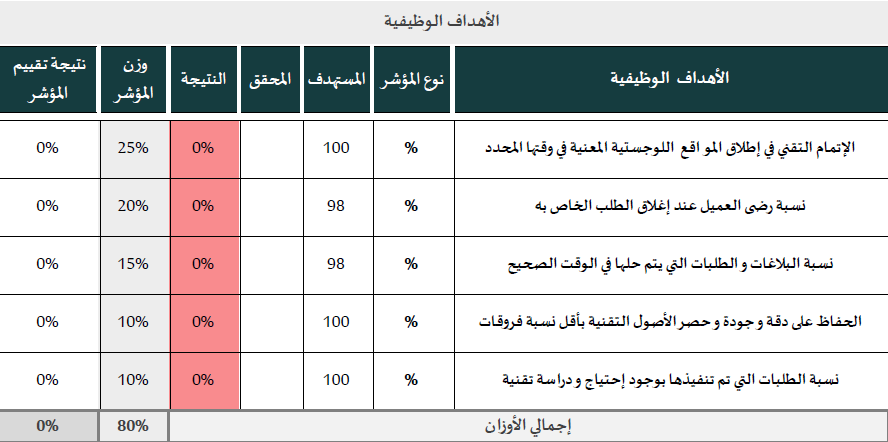 الأهداف الوظيفية
الأهداف الوظيفية نوع المؤشر المستهدف المحقق النتيجة وزن المؤشر نتيجة تقييم المؤشر
الإتمام التقني في إطلاق المواقع اللوجستية المعنية في وقتها المحدد % 100 0% 25% 0%
نسبة رضى العميل عند إغلاق الطلب الخاص به % 98 0% 20% 0%
نسبة البلاغات و الطلبات التي يتم حلها في الوقت الصحيح % 98 0% 15% 0%
الحفاظ على دقة و جودة و حصر الأصول التقنية بأقل نسبة فروقات % 100 0% 10% 0%
نسبة الطلبات التي تم تنفيذها بوجود إحتياج و دراسة تقنية % 100 0% 10% 0%
إجمالي الأوزان 80% 0%